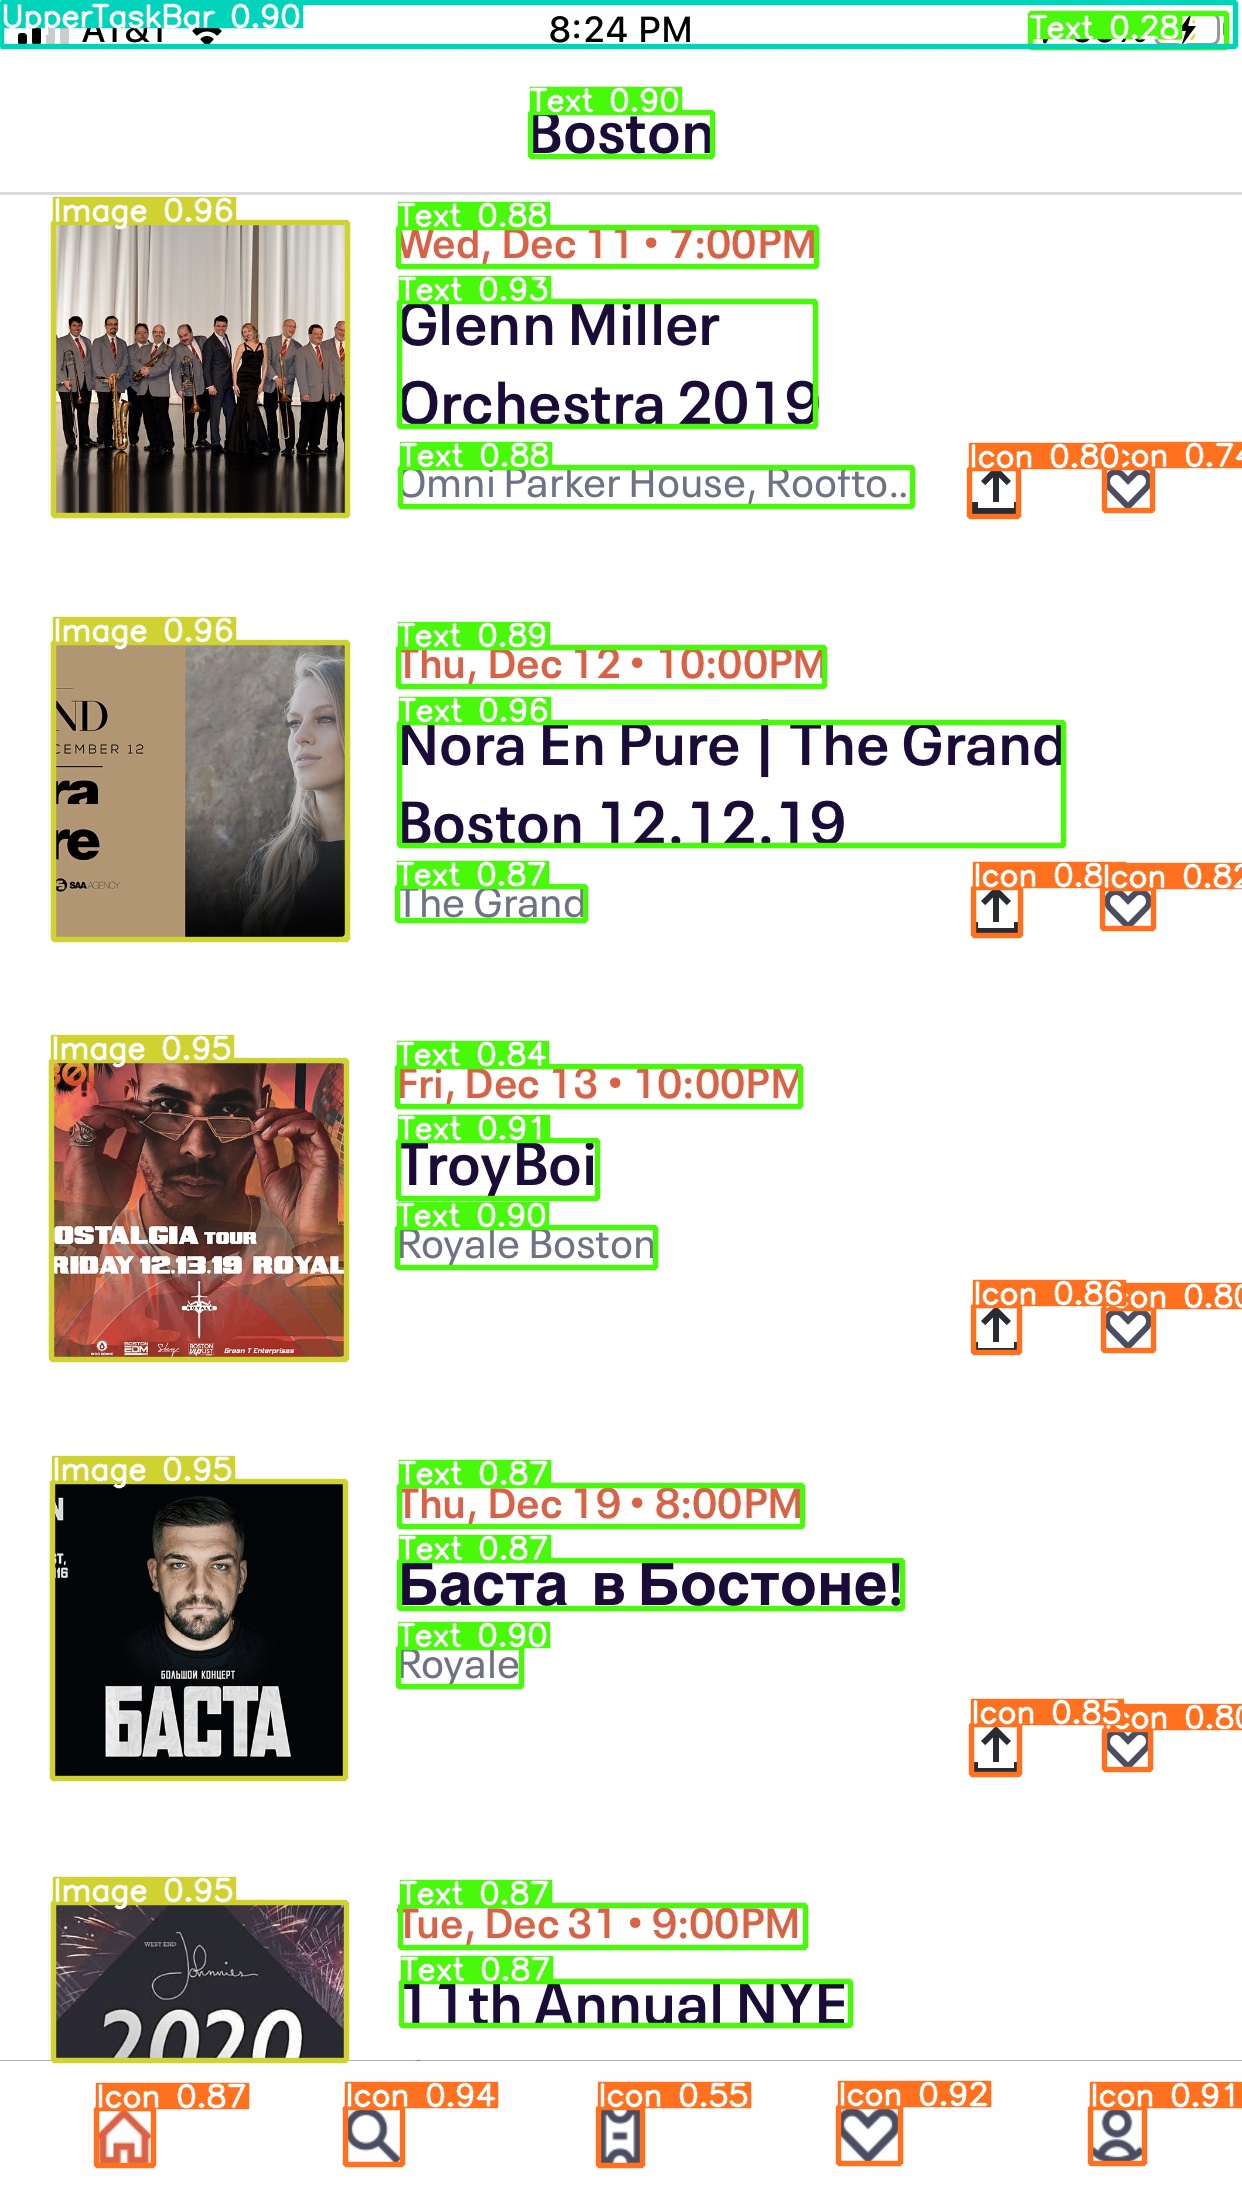 UpperTaskBar 0.90
AT&T
8:24 PM
Text 0.28
Text 0.90
Boston
Image 0.96
Text 0.88
Wed, Dec 11 • 7:00PM
Text 0.93
Glenn Miller
Orchestra 2019
Text 0.88
Omni Parker House, Roofto...
Icon 0.80
con 0.74
Image 0.96
ND
CEMBER 12
ra
re
SAA AGENCY
Text 0.89
Thu, Dec 12 • 10:00PM
Text 0.96
Nora En Pure | The Grand
Boston 12.12.19
Text 0.87
The Grand
Icon 0.8
Icon 0.82
Image 0.95
BO!
OSTALGIA TOUR
RIDAY 12.13.19 ROYAL
ROYALE
BOSTON EDM
Green T Enterprises
Text 0.84
Fri, Dec 13 • 10:00PM
Text 0.91
TroyBoi
Text 0.90
Royale Boston
Icon 0.86
con 0.80
Image 0.95
N
ST,
16
БОЛЬШОЙ КОНЦЕРТ
БАСТА
Text 0.87
Thu, Dec 19 • 8:00PM
Text 0.87
Баста в Бостоне!
Text 0.90
Royale
Icon 0.85
con 0.80
Image 0.95
WEST END
Johnnies
2020
Text 0.87
Tue, Dec 31 • 9:00PM
Text 0.87
11th Annual NYE
Icon 0.87
Icon 0.94
Icon 0.55
Icon 0.92
Icon 0.91